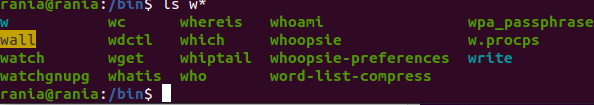 rania@rania:/bin$ ls w*
w wc whereis whoami wpa_passphrase
wall wdctl which whoopsie w.procps
watch wget whiptail whoopsie-preferences write
watchgnupg whatis who word-list-compress
rania@rania:/bin$